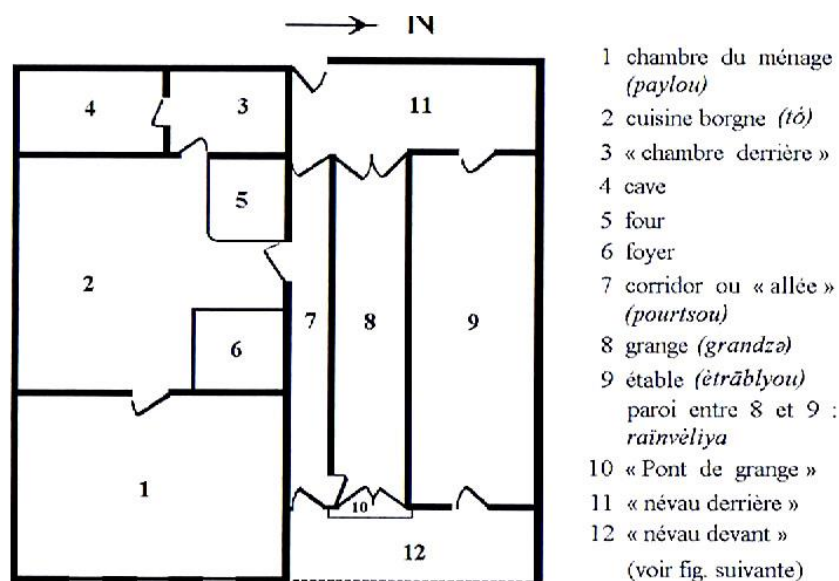 N
4
3
11
5
2
7
8
9
6
1
10
12
1 chambre du ménage
(paylou)
2 cuisine borgne (tó)
3 « chambre derrière »
4 cave
5 four
6 foyer
7 corridor ou « allée »
(pourtsou)
8 grange (grandzə)
9 étable (ètrāblyou)
paroi entre 8 et 9 :
raïnvèliya
10 « Pont de grange »
11 « névau derrière »
12 « névau devant »
(voir fig. suivante)